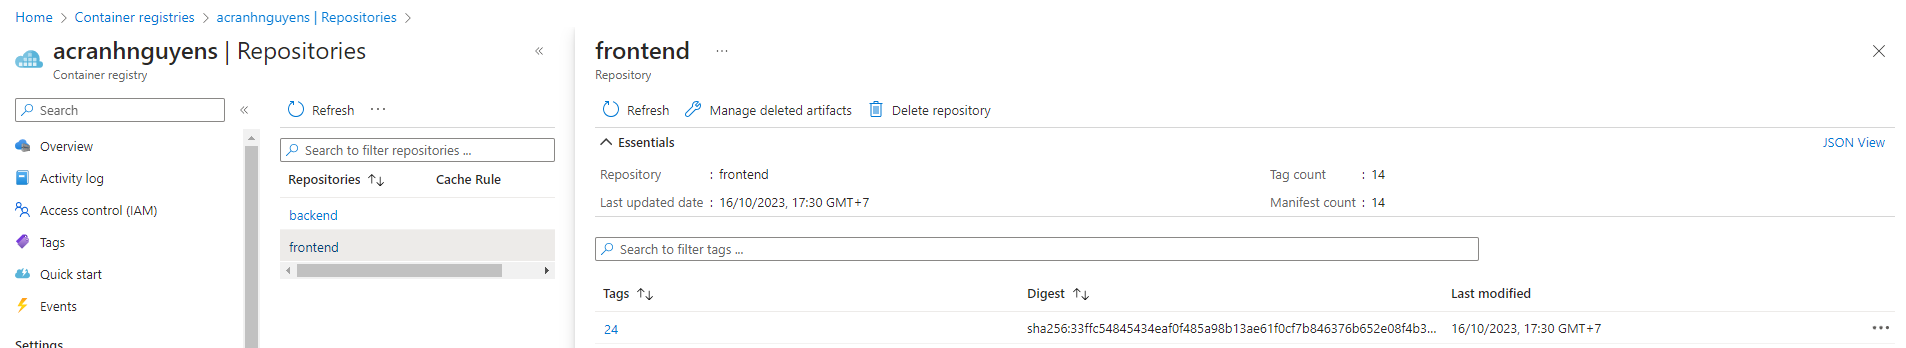 Home > Container registries > acranhnguyens | Repositories >
acranhnguyens | Repositories
Container registry
Search
Overview
Activity log
Access control (IAM)
Tags
Quick start
Events
Settings
Refresh
Search to filter repositories ...
Repositories Cache Rule
backend
frontend
frontend
Repository
Refresh Manage deleted artifacts Delete repository
Essentials JSON View
Repository : frontend Tag count : 14
Last updated date : 16/10/2023, 17:30 GMT+7 Manifest count : 14
Search to filter tags ...
Tags Digest Last modified
24 sha256:33ffc54845434eaf0f485a98b13ae61f0cf7b846376b652e08f4b3... 16/10/2023, 17:30 GMT+7